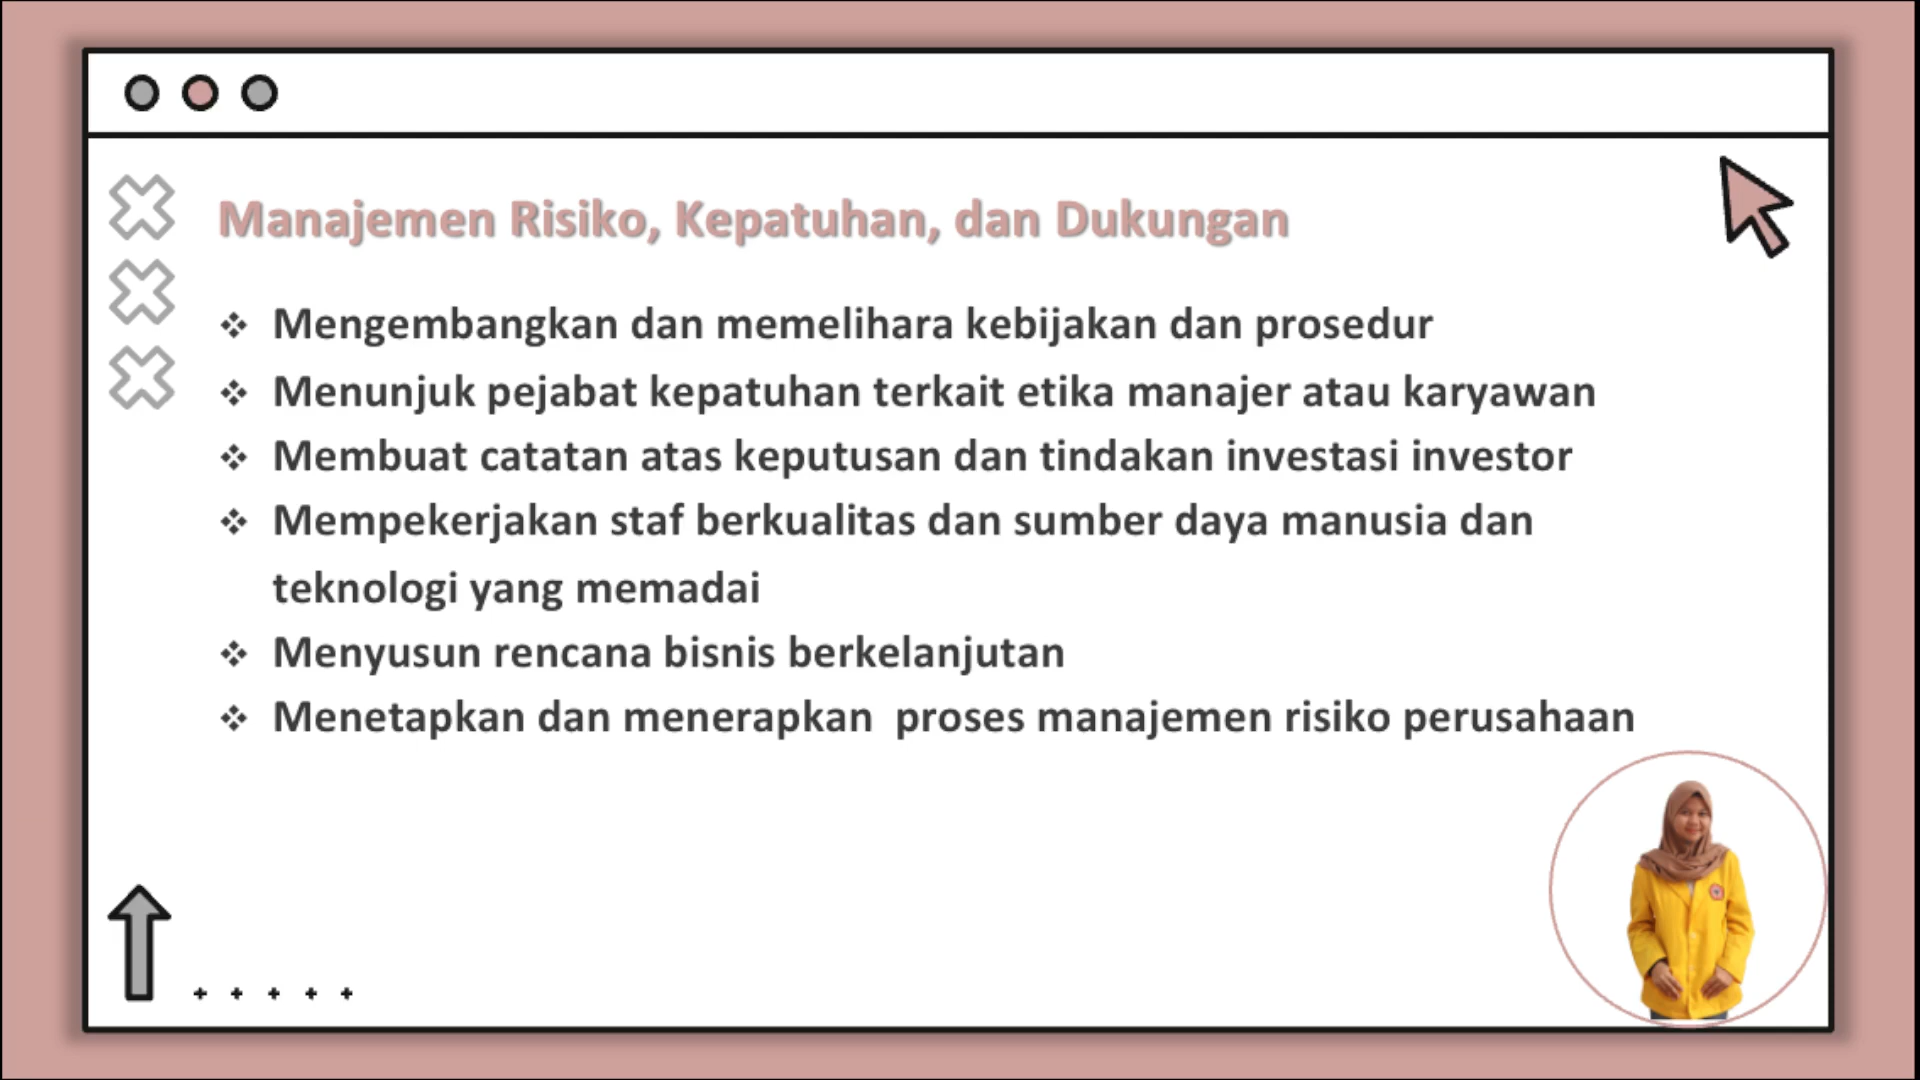 Manajemen Risiko, Kepatuhan, dan Dukungan
Mengembangkan dan memelihara kebijakan dan prosedur
Menunjuk pejabat kepatuhan terkait etika manajer atau karyawan
Membuat catatan atas keputusan dan tindakan investasi investor
Mempekerjakan staf berkualitas dan sumber daya manusia dan
teknologi yang memadai
Menyusun rencana bisnis berkelanjutan
Menetapkan dan menerapkan  proses manajemen risiko perusahaan